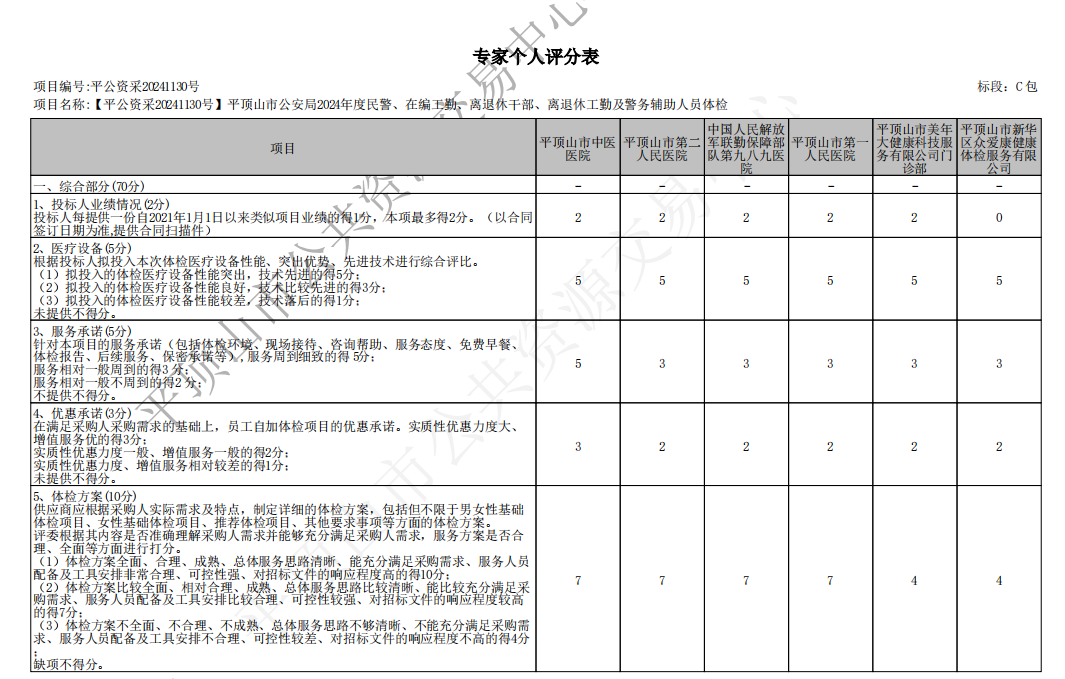 专家个人评分表
项目编号:平公资采20241130号
标段: C 包
项目名称:【平公资采20241130号】平顶山市公安局2024年度民警、在编工勤、离退休干部、离退休工勤及警务辅助人员体检
项目
平顶山市中医
医院
平顶山市第二
人民医院
中国人民解放
军联勤保障部
队第九八九医
院
平顶山市第一
人民医院
平顶山市美年
大健康科技服
务有限公司门
诊部
平顶山市新华
区众爱康健康
体检服务有限
公司
一、综合部分(70分)
- - - - - -
1、投标人业绩情况(2分)
投标人每提供一份自2021年1月1日以来类似项目业绩的得1分，本项最多得2分。（以合同
签订日期为准,提供合同扫描件）
2 2 2 2 2 0
2、医疗设备(5分)
根据投标人拟投入本次体检医疗设备性能、突出优势、先进技术进行综合评比。
（1）拟投入的体检医疗设备性能突出，技术先进的得5分；
（2）拟投入的体检医疗设备性能良好，技术比较先进的得3分；
（3）拟投入的体检医疗设备性能较差，技术落后的得1分；
未提供不得分。
5 5 5 5 5 5
3、服务承诺(5分)
针对本项目的服务承诺（包括体检环境、现场接待、咨询帮助、服务态度、免费早餐、
体检报告、后续服务、保密承诺等）,服务周到细致的得 5分；
服务相对一般周到的得3 分；
服务相对一般不周到的得2 分；
不提供不得分。
5 3 3 3 3 3
4、优惠承诺(3分)
在满足采购人采购需求的基础上，员工自加体检项目的优惠承诺。实质性优惠力度大、
增值服务优的得3分；
实质性优惠力度一般、增值服务一般的得2分；
实质性优惠力度、增值服务相对较差的得1分；
未提供不得分。
3 2 2 2 2 2
5、体检方案(10分)
供应商应根据采购人实际需求及特点，制定详细的体检方案，包括但不限于男女性基础
体检项目、女性基础体检项目、推荐体检项目、其他要求事项等方面的体检方案。
评委根据其内容是否准确理解采购人需求并能够充分满足采购人需求，服务方案是否合
理、全面等方面进行打分。
（1）体检方案全面、合理、成熟、总体服务思路清晰、能充分满足采购需求、服务人员
配备及工具安排非常合理、可控性强、对招标文件的响应程度高的得10分；
（2）体检方案比较全面、相对合理、成熟、总体服务思路比较清晰、能比较充分满足采
购需求、服务人员配备及工具安排比较合理、可控性较强、对招标文件的响应程度较高
的得7分；
（3）体检方案不全面、不合理、不成熟、总体服务思路不够清晰、不能充分满足采购需
求、服务人员配备及工具安排不合理、可控性较差、对招标文件的响应程度不高的得4分
；
缺项不得分。
7 7 7 7 4 4
平顶山市公共资源交易中心
平顶山市公共资源交易中心